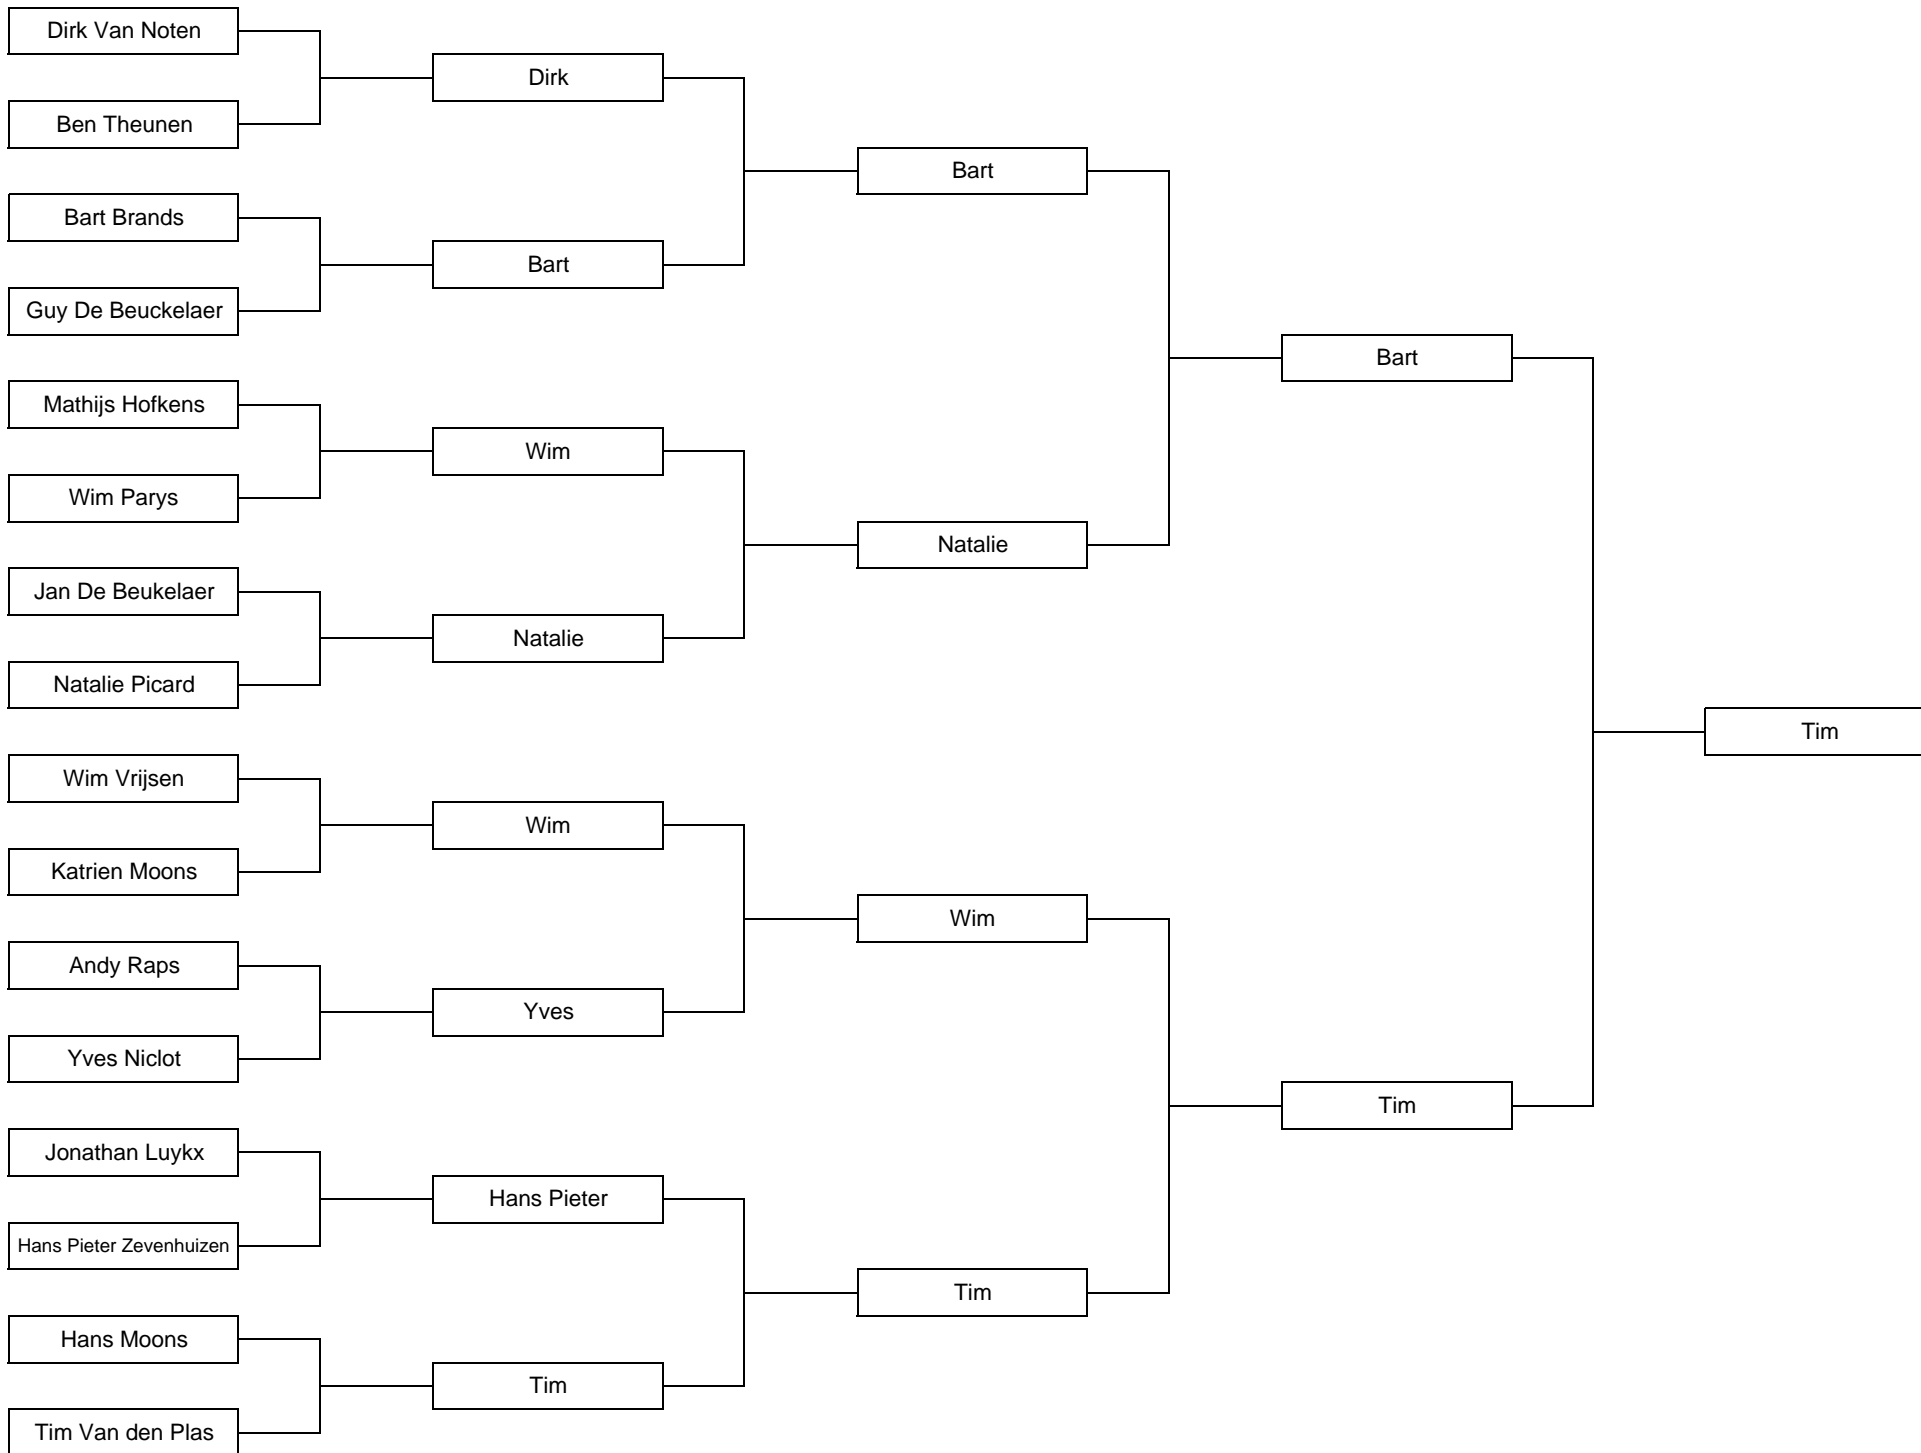 Dirk Van Noten
Ben Theunen
Bart Brands
Guy De Beuckelaer
Mathijs Hofkens
Wim Parys
Jan De Beukelaer
Natalie Picard
Wim Vrijsen
Katrien Moons
Andy Raps
Yves Niclot
Jonathan Luykx
Hans Pieter Zevenhuizen
Hans Moons
Tim Van den Plas
Dirk
Bart
Wim
Natalie
Wim
Yves
Hans Pieter
Tim
Bart
Natalie
Wim
Tim
Bart
Tim
Tim